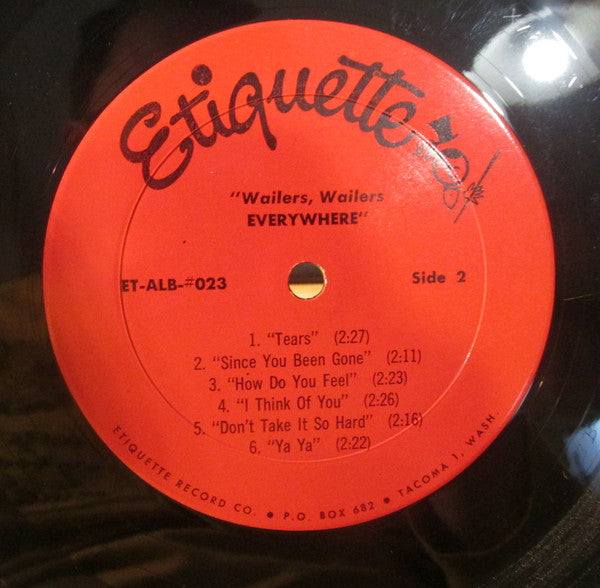 Etiquette
"Wailers, Wailers
EVERYWHERE"
ET-ALB-#023
Side 2
1. "Tears" (2:27)
2. "Since You Been Gone" (2:11)
3. "How Do You Feel" (2:23)
4. "I Think Of You" (2:26)
5. "Don't Take It So Hard" (2:16)
6. "Ya Ya" (2:22)
ETIQUETTE RECORD CO. • P.O. BOX 682 • TACOMA 1, WASH